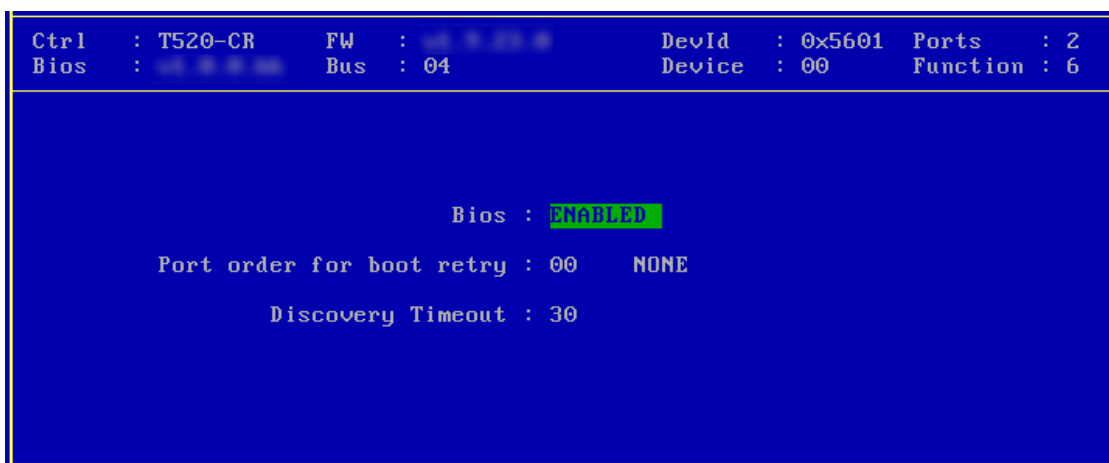 Ctrl : T520-CR FW : DevId : 0x5601 Ports : 2
Bios : Bus : 04 Device : 00 Function : 6
Bios : ENABLED
Port order for boot retry : 00 NONE
Discovery Timeout : 30